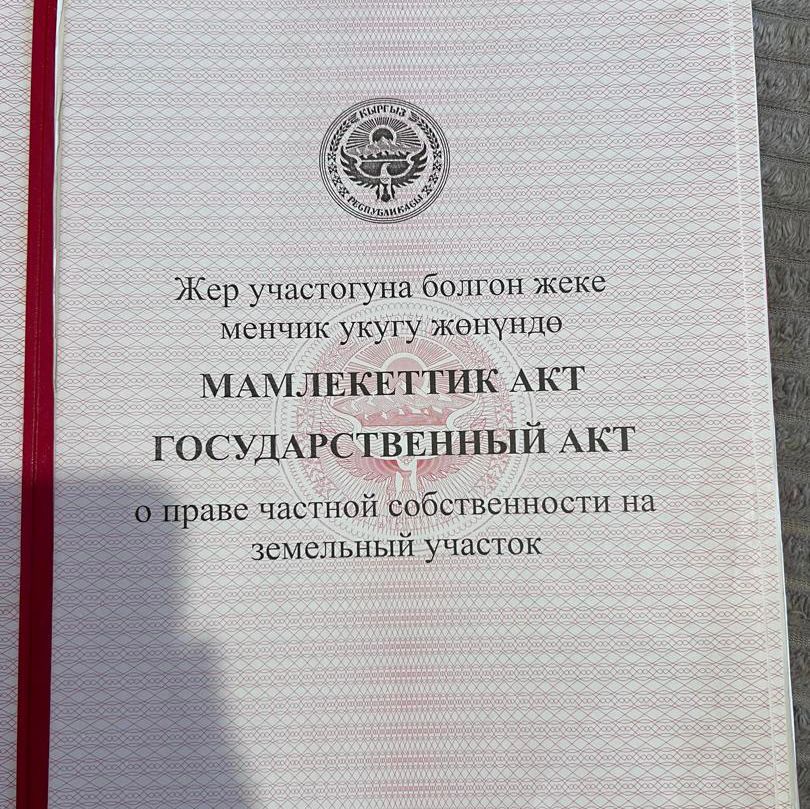 КЫРГЫЗ
РЕСПУБЛИКАСЫ
Жер участогуна болгон жеке
менчик укугу жөнүндө
МАМЛЕКЕТТИК АКТ
ГОСУДАРСТВЕННЫЙ АКТ
о праве частной собственности на
земельный участок